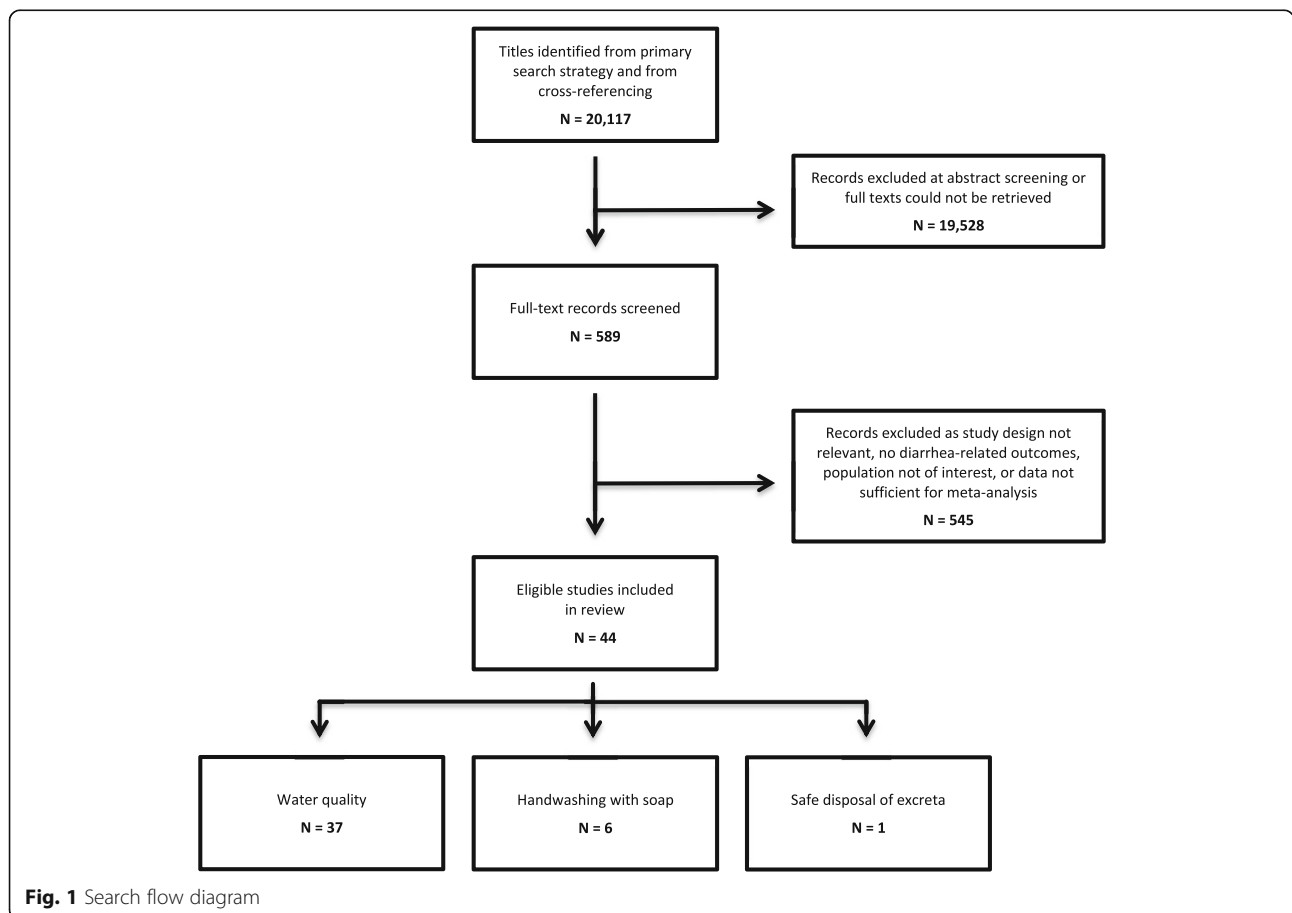 Titles identified from primary
search strategy and from
cross-referencing
N = 20,117
Records excluded at abstract screening or
full texts could not be retrieved
N = 19,528
Full-text records screened
N = 589
Records excluded as study design not
relevant, no diarrhea-related outcomes,
population not of interest, or data not
sufficient for meta-analysis
N = 545
Eligible studies included
in review
N = 44
Water quality
N = 37
Handwashing with soap
N = 6
Safe disposal of excreta
N = 1
Fig. 1 Search flow diagram